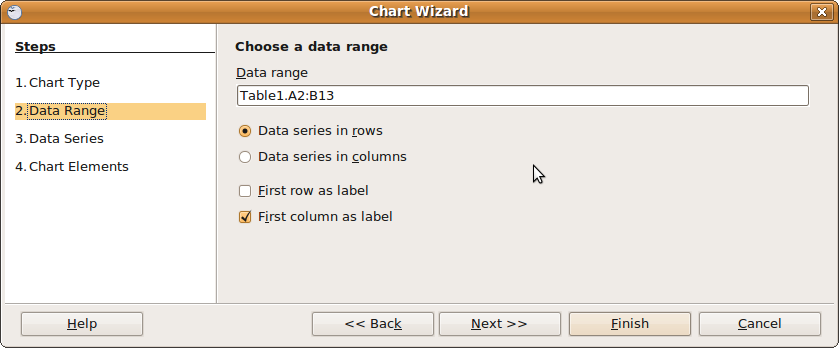 Chart Wizard
Steps
1. Chart Type
2. Data Range
3. Data Series
4. Chart Elements
Choose a data range
Data range
Table1.A2:B13
Data series in rows
Data series in columns
First row as label
First column as label
Help
<< Back
Next >>
Finish
Cancel